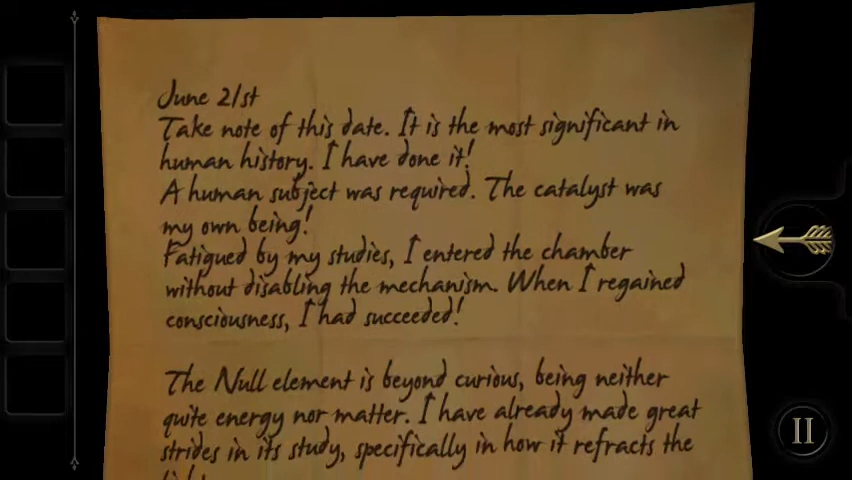 June 21st
Take note of this date. It is the most significant in
human history. I have done it!
A human subject was required. The catalyst was
my own being!
Fatigued by my studies, I entered the chamber
without disabling the mechanism. When I regained
consciousness, I had succeeded!
The Null element is beyond curious, being neither
quite energy nor matter. I have already made great
strides in its study, specifically in how it refracts the